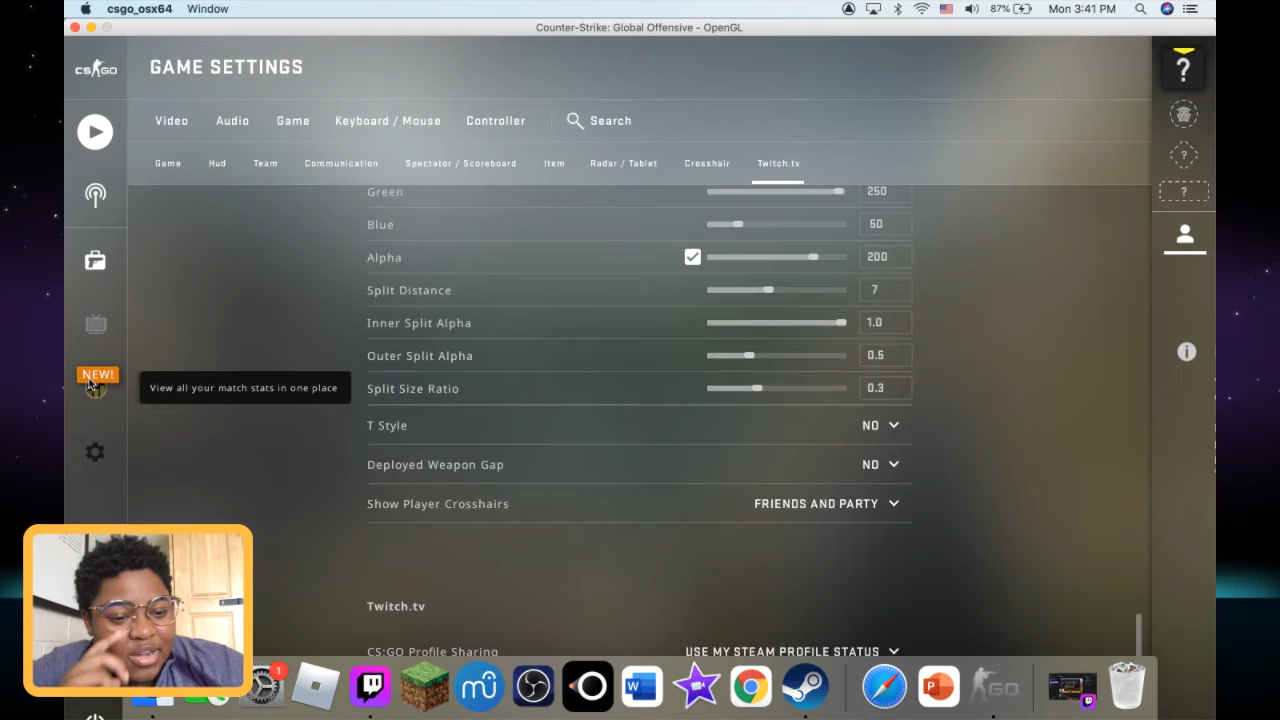 csgo_osx64 Window 87% Mon 3:41 PM
Counter-Strike: Global Offensive - OpenGL
CS GO
GAME SETTINGS
?
Video Audio Game Keyboard / Mouse Controller Search
?
Game Hud Team Communication Spectator / Scoreboard Item Radar / Tablet Crosshair Twitch.tv
?
Green 250
Blue 50
Alpha 200
Split Distance 7
Inner Split Alpha 1.0
Outer Split Alpha 0.5
NEW!
View all your match stats in one place
Split Size Ratio 0.3
T Style NO
Deployed Weapon Gap NO
Show Player Crosshairs FRIENDS AND PARTY
Twitch.tv
CS:GO Profile Sharing USE MY STEAM PROFILE STATUS
1
W
P
GO